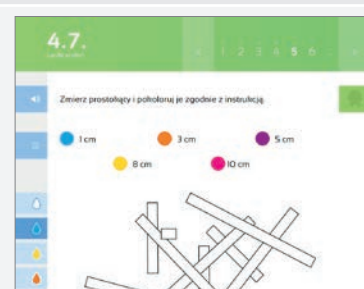 4.7.
1 2 3 4 5 6
Zmierz prostokąty i pokoloruj je zgodnie z instrukcją.
1 cm 3 cm 5 cm
8 cm 10 cm